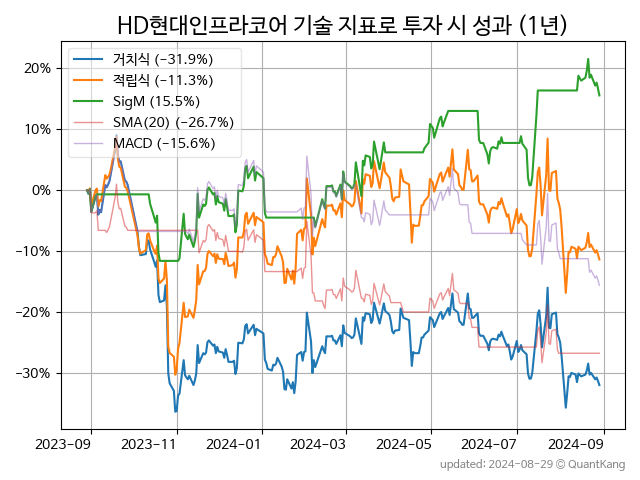 HD현대인프라코어 기술 지표로 투자 시 성과 (1년)
거치식 (−31.9%)
적립식 (−11.3%)
SigM (15.5%)
SMA(20) (−26.7%)
MACD (−15.6%)
20%
10%
0%
−10%
−20%
−30%
2023-09 2023-11 2024-01 2024-03 2024-05 2024-07 2024-09
updated: 2024-08-29 © QuantKang